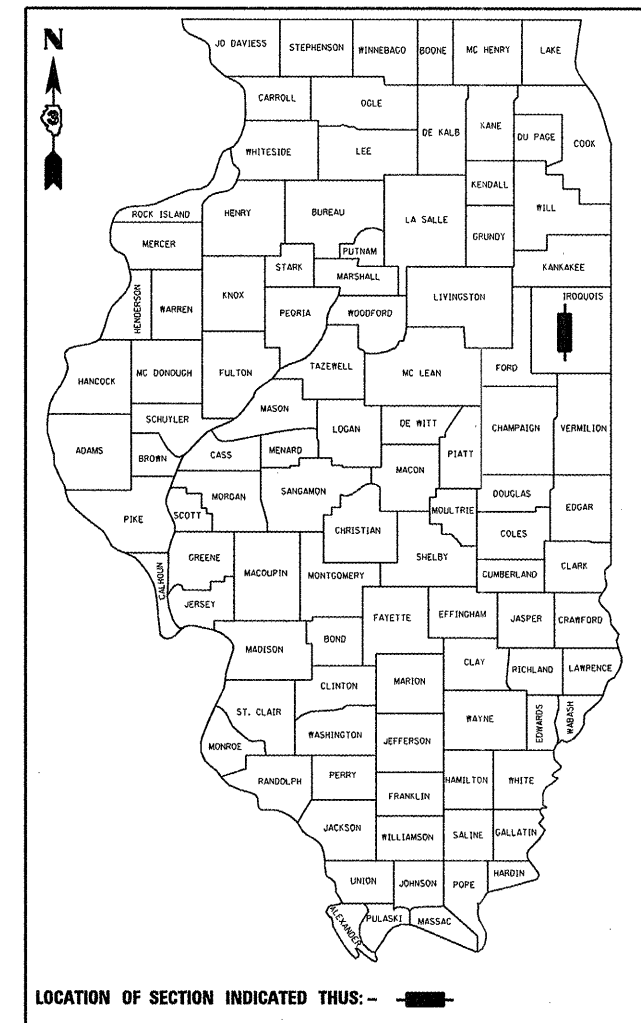 N
3
JO DAVIESS STEPHENSON WINNEBAGO BOONE MC HENRY LAKE
CARROLL OGLE DE KALB KANE DU PAGE COOK
WHITESIDE LEE
KENDALL
ROCK ISLAND HENRY BUREAU LA SALLE GRUNDY WILL
MERCER PUTNAM
STARK MARSHALL KANKAKEE
HENDERSON WARREN KNOX PEORIA WOODFORD LIVINGSTON IROQUOIS
HANCOCK MC DONOUGH FULTON TAZEWELL MC LEAN FORD
MASON
SCHUYLER LOGAN DE WITT CHAMPAIGN VERMILION
ADAMS BROWN CASS MENARD MACON PIATT
MORGAN SANGAMON DOUGLAS EDGAR
PIKE SCOTT CHRISTIAN MOULTRIE COLES
GREENE MACOUPIN MONTGOMERY SHELBY CUMBERLAND CLARK
CALHOUN JERSEY
FAYETTE EFFINGHAM JASPER CRAWFORD
MADISON BOND
CLAY RICHLAND LAWRENCE
CLINTON MARION
ST. CLAIR WAYNE EDWARDS WABASH
WASHINGTON JEFFERSON
MONROE
RANDOLPH PERRY HAMILTON WHITE
FRANKLIN
JACKSON WILLIAMSON SALINE GALLATIN
UNION JOHNSON POPE HARDIN
ALEXANDER PULASKI MASSAC
LOCATION OF SECTION INDICATED THUS: -